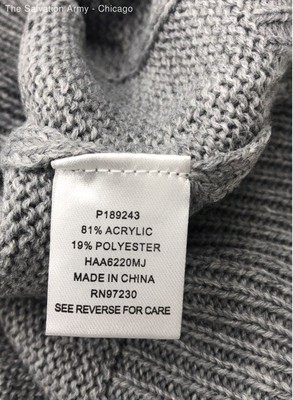 The Salvation Army - Chicago
P189243
81% ACRYLIC
19% POLYESTER
HAA6220MJ
MADE IN CHINA
RN97230
SEE REVERSE FOR CARE